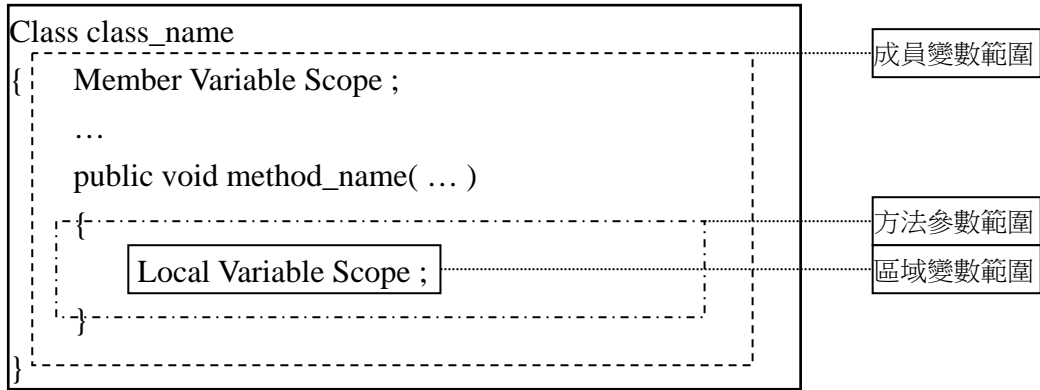 Class class_name
成員變數範圍
{ Member Variable Scope ;
…
public void method_name( … )
{
方法參數範圍
Local Variable Scope ;
區域變數範圍
}
}